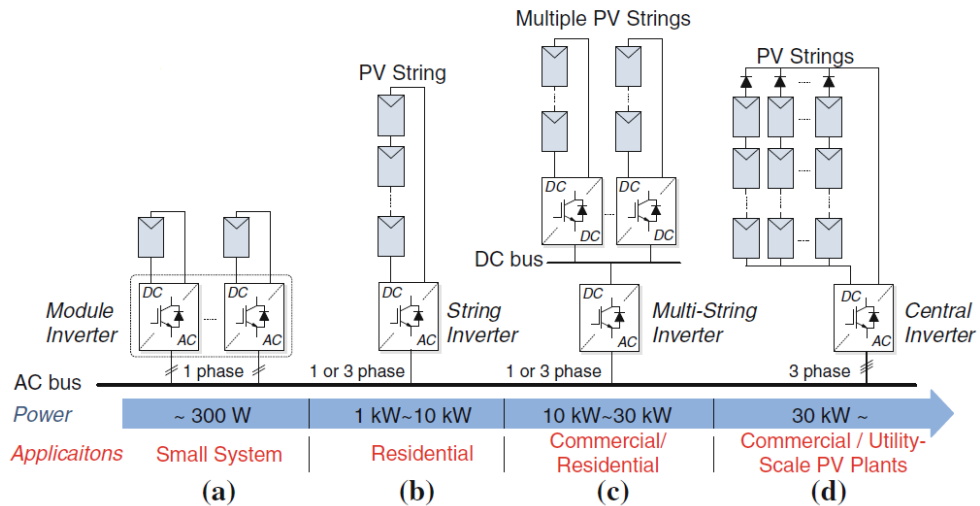 Multiple PV Strings
PV String
PV Strings
DC
DC
DC
DC
DC bus
Module
Inverter
DC
AC
DC
AC
String
Inverter
DC
AC
Multi-String
Inverter
DC
AC
Central
Inverter
DC
AC
AC bus
1 phase
1 or 3 phase
1 or 3 phase
3 phase
Power
~ 300 W
1 kW~10 kW
10 kW~30 kW
30 kW ~
Applicaitons
Small System
Residential
Commercial/
Residential
Commercial / Utility-
Scale PV Plants
(a)
(b)
(c)
(d)